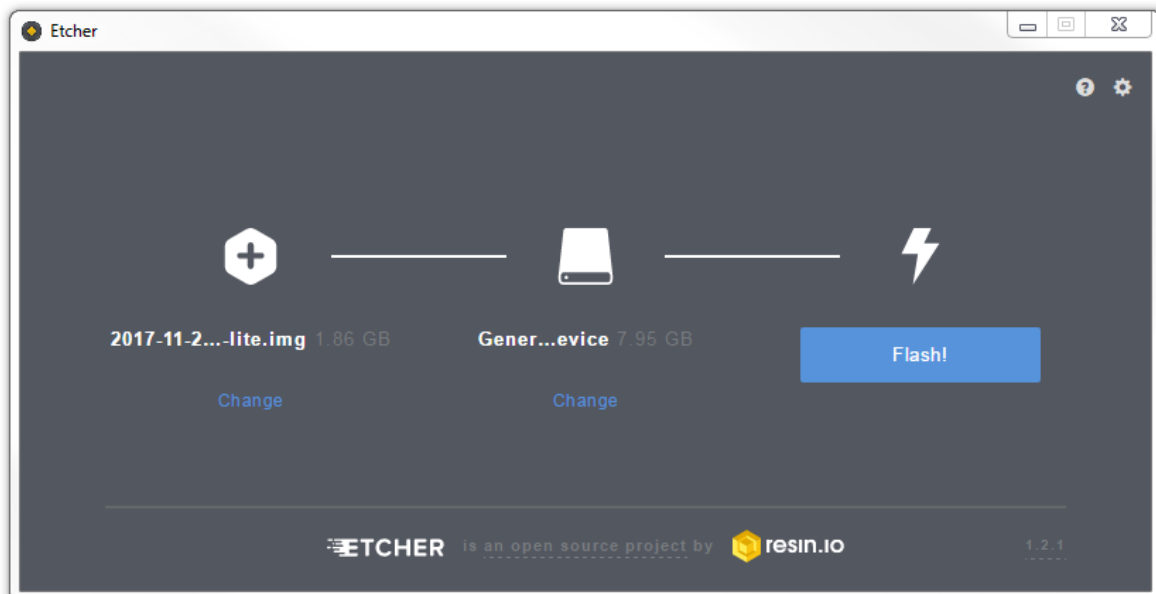 Etcher
2017-11-2...-lite.img 1.86 GB
Gener...evice 7.95 GB
Flash!
Change
Change
ETCHER is an open source project by resin.io
1.2.1